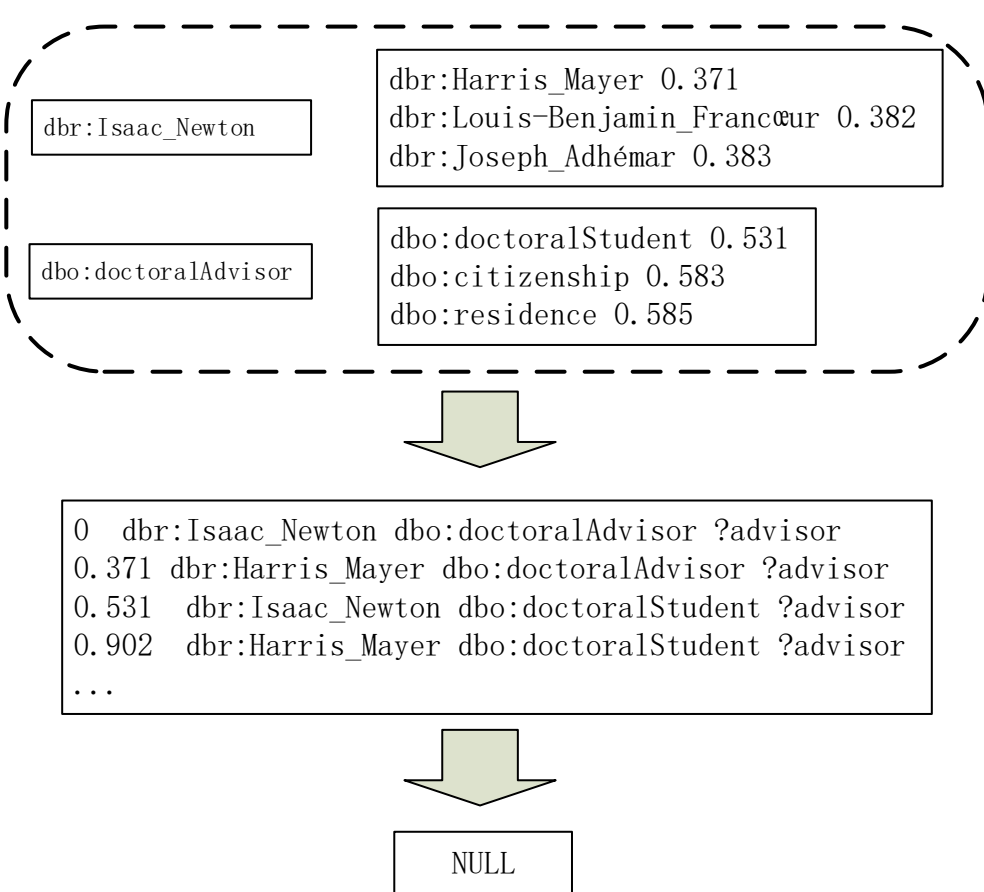 dbr:Isaac_Newton
dbr:Harris_Mayer 0.371
dbr:Louis-Benjamin_Francœur 0.382
dbr:Joseph_Adhémar 0.383
dbo:doctoralAdvisor
dbo:doctoralStudent 0.531
dbo:citizenship 0.583
dbo:residence 0.585
0 dbr:Isaac_Newton dbo:doctoralAdvisor ?advisor
0.371 dbr:Harris_Mayer dbo:doctoralAdvisor ?advisor
0.531 dbr:Isaac_Newton dbo:doctoralStudent ?advisor
0.902 dbr:Harris_Mayer dbo:doctoralStudent ?advisor
...
NULL